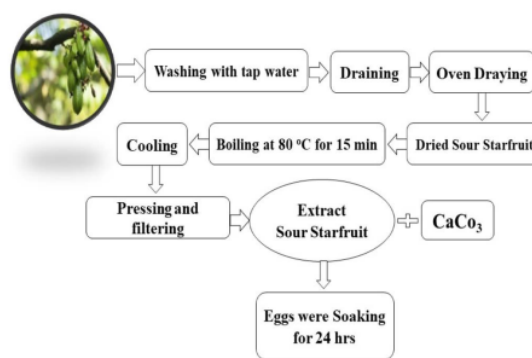 Washing with tap water
Draining
Oven Draying
Dried Sour Starfruit
Boiling at 80 °C for 15 min
Cooling
Pressing and
filtering
Extract
Sour Starfruit
CaCo₃
Eggs were Soaking
for 24 hrs